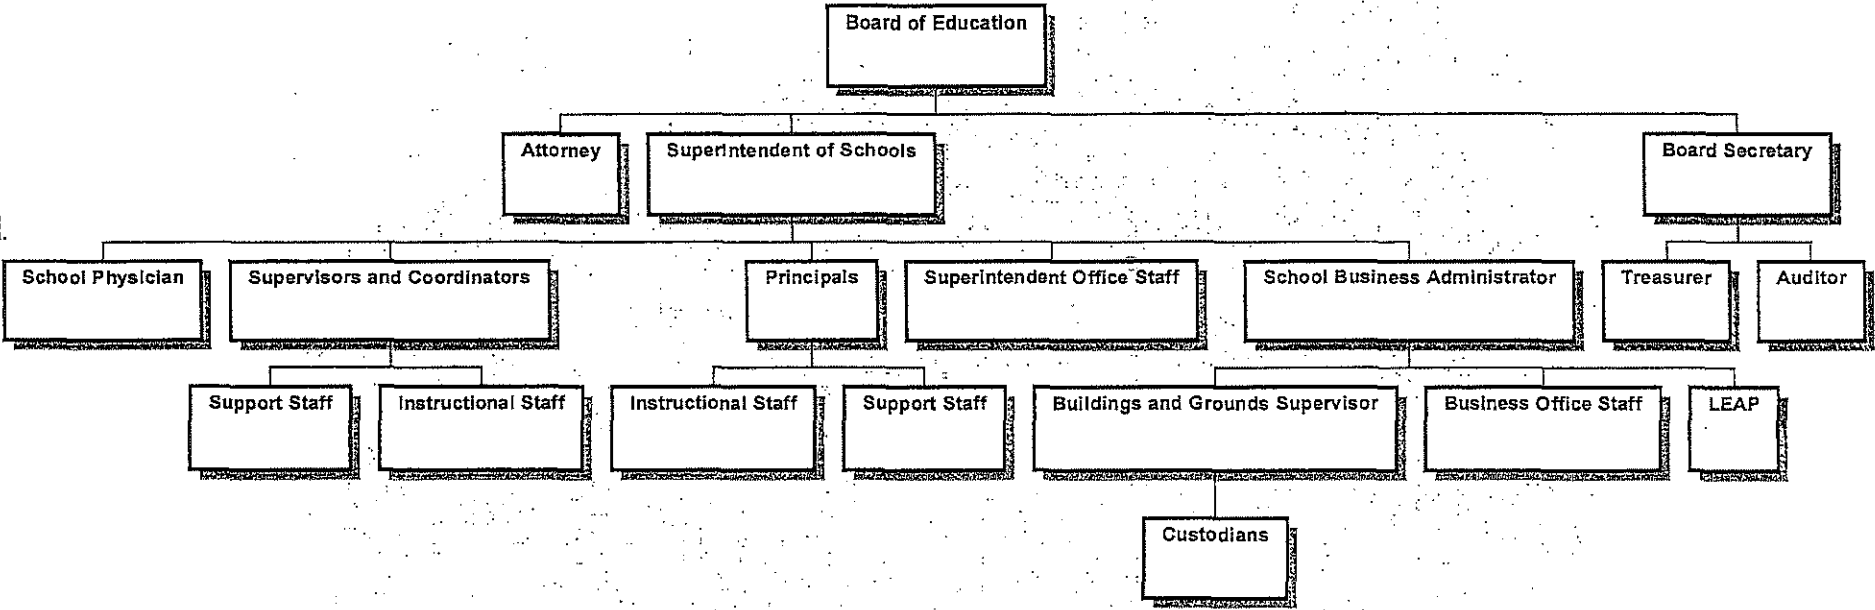 Board of Education
Attorney
Superintendent of Schools
Board Secretary
School Physician
Supervisors and Coordinators
Principals
Superintendent Office Staff
School Business Administrator
Treasurer
Auditor
Support Staff
Instructional Staff
Instructional Staff
Support Staff
Buildings and Grounds Supervisor
Business Office Staff
LEAP
Custodians